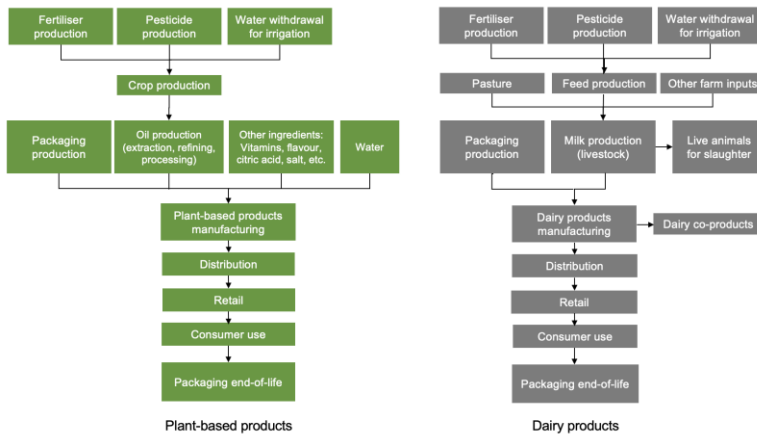 Fertiliser
production
Pesticide
production
Water withdrawal
for irrigation
Crop production
Packaging
production
Oil production
(extraction, refining,
processing)
Other ingredients:
Vitamins, flavour,
citric acid, salt, etc.
Water
Plant-based products
manufacturing
Distribution
Retail
Consumer use
Packaging end-of-life
Plant-based products
Fertiliser
production
Pesticide
production
Water withdrawal
for irrigation
Pasture
Feed production
Other farm inputs
Packaging
production
Milk production
(livestock)
Live animals
for slaughter
Dairy products
manufacturing
Dairy co-products
Distribution
Retail
Consumer use
Packaging end-of-life
Dairy products